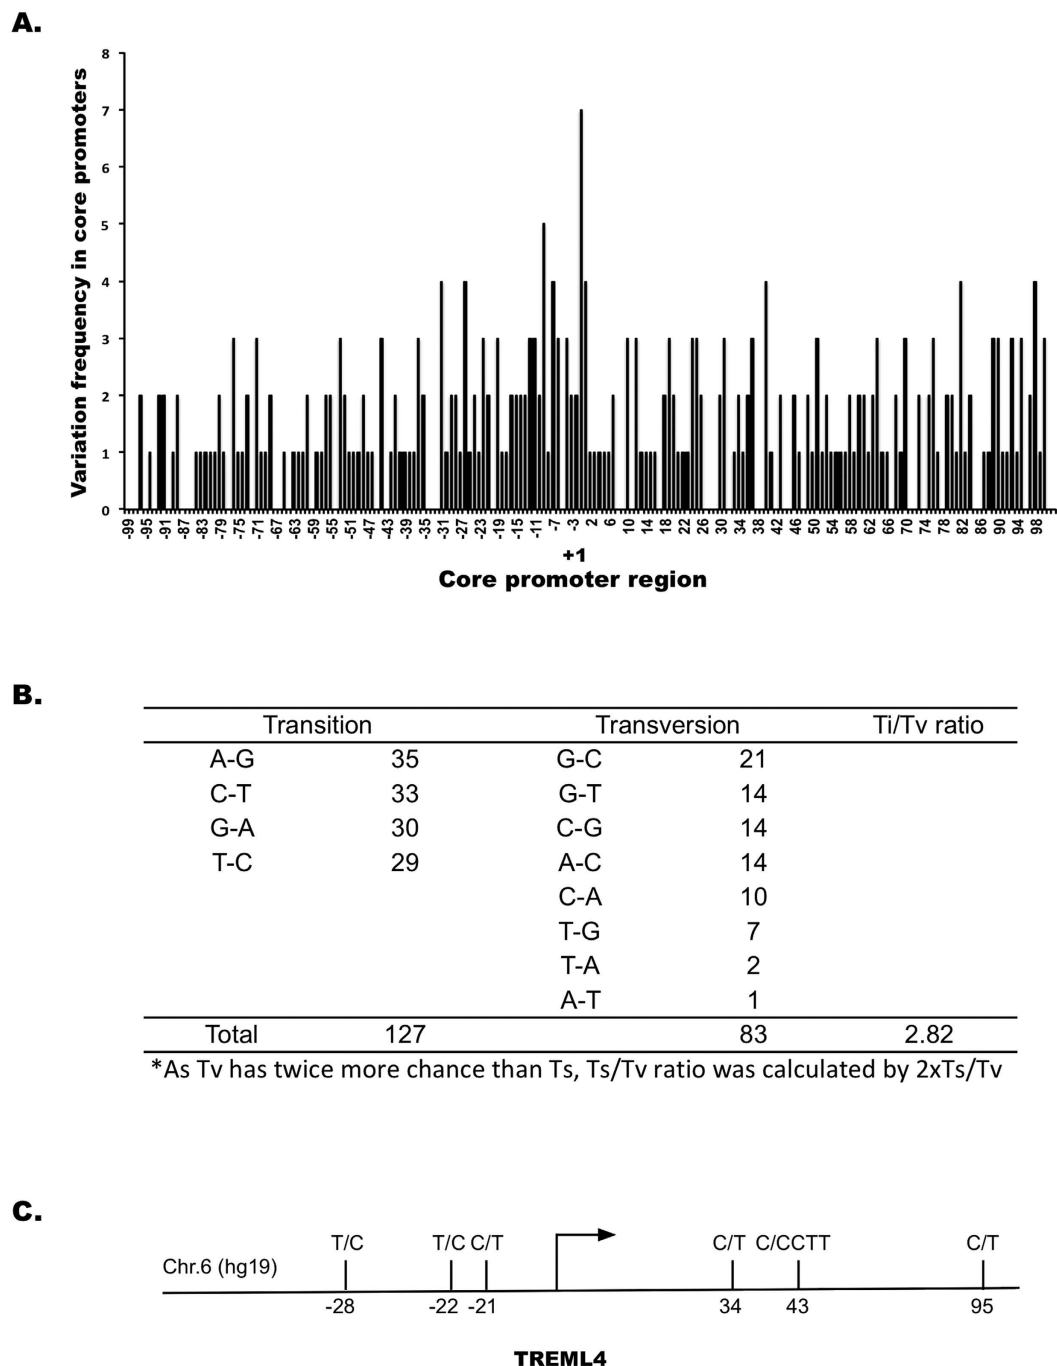 A.
Variation frequency in core promoters
8
7
6
5
4
3
2
1
0
-99 -95 -91 -87 -83 -79 -75 -71 -67 -63 -59 -55 -51 -47 -43 -39 -35 -31 -27 -23 -19 -15 -11 -7 -3 2 6 10 14 18 22 26 30 34 38 42 46 50 54 58 62 66 70 74 78 82 86 90 94 98
+1
Core promoter region
B.
Transition Transversion Ti/Tv ratio
A-G 35 G-C 21
C-T 33 G-T 14
G-A 30 C-G 14
T-C 29 A-C 14
C-A 10
T-G 7
T-A 2
A-T 1
Total 127 83 2.82
*As Tv has twice more chance than Ts, Ts/Tv ratio was calculated by 2xTs/Tv
C.
T/C T/C C/T C/T C/CCTT C/T
Chr.6 (hg19)
-28 -22 -21 34 43 95
TREML4